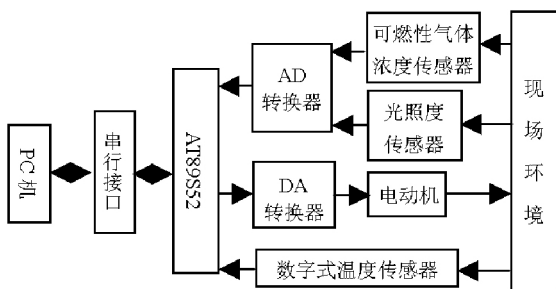 PC机
串行接口
AT89S52
AD
转换器
可燃性气体
浓度传感器
光照度
传感器
DA
转换器
电动机
数字式温度传感器
现场环境